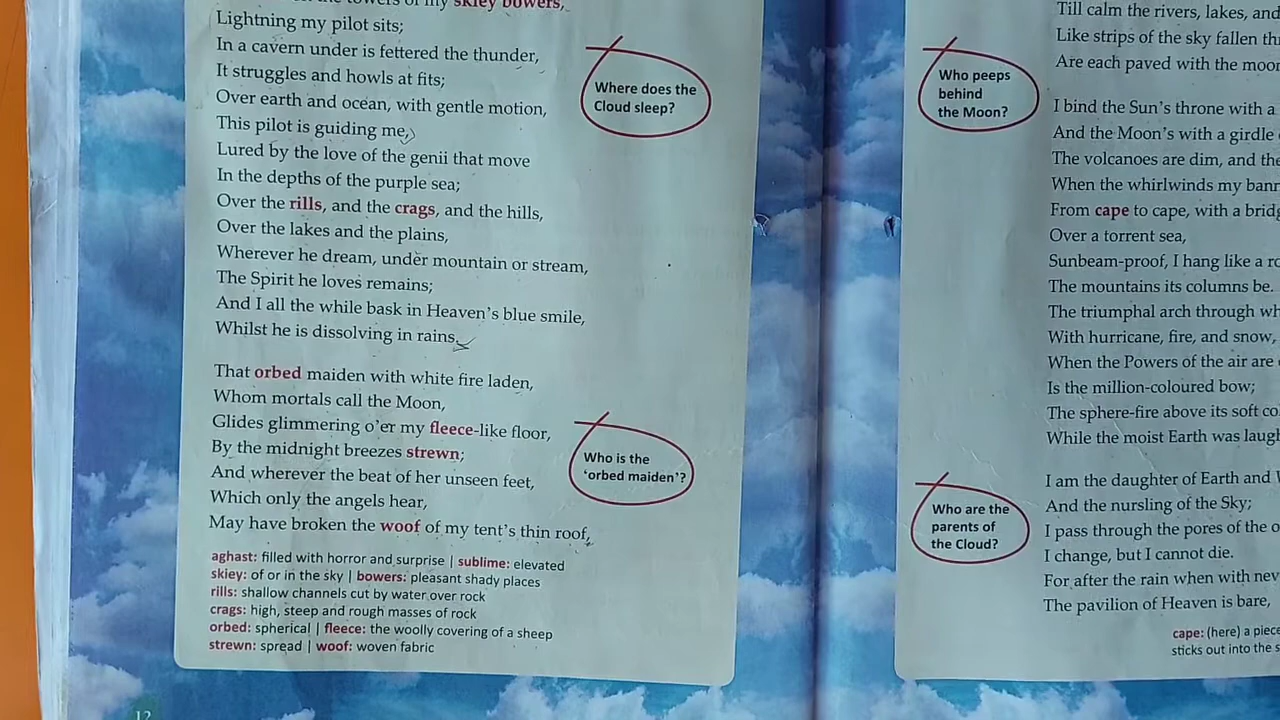 skiey bowers,
Lightning my pilot sits;
In a cavern under is fettered the thunder,
It struggles and howls at fits;
Over earth and ocean, with gentle motion,
This pilot is guiding me,
Lured by the love of the genii that move
In the depths of the purple sea;
Over the rills, and the crags, and the hills,
Over the lakes and the plains,
Wherever he dream, under mountain or stream,
The Spirit he loves remains;
And I all the while bask in Heaven's blue smile,
Whilst he is dissolving in rains.
Where does the
Cloud sleep?
That orbed maiden with white fire laden,
Whom mortals call the Moon,
Glides glimmering o'er my fleece-like floor,
By the midnight breezes strewn;
And wherever the beat of her unseen feet,
Which only the angels hear,
May have broken the woof of my tent's thin roof,
Who is the
'orbed maiden'?
aghast: filled with horror and surprise | sublime: elevated
skiey: of or in the sky | bowers: pleasant shady places
rills: shallow channels cut by water over rock
crags: high, steep and rough masses of rock
orbed: spherical | fleece: the woolly covering of a sheep
strewn: spread | woof: woven fabric
12
Till calm the rivers, lakes, and
Like strips of the sky fallen
Are each paved with the moon
Who peeps
behind
the Moon?
I bind the Sun's throne with a
And the Moon's with a girdle
The volcanoes are dim, and the
When the whirlwinds my
From cape to cape, with a
Over a torrent sea,
Sunbeam-proof, I hang like a
The mountains its columns be.
The triumphal arch through
With hurricane, fire, and snow,
When the Powers of the air are
Is the million-coloured bow;
The sphere-fire above its soft
While the moist Earth was
I am the daughter of Earth and
And the nursling of the Sky;
I pass through the pores of the
I change, but I cannot die.
For after the rain when with
The pavilion of Heaven is bare,
Who are the
parents of
the Cloud?
cape: (here) a piece
sticks out into the